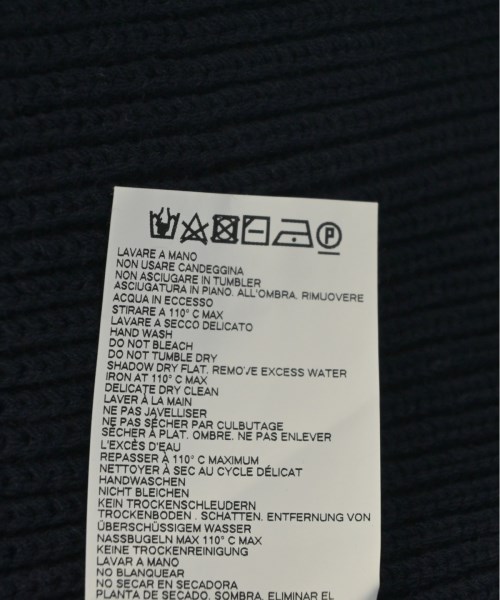 P
LAVARE A MANO
NON USARE CANDEGGINA
NON ASCIUGARE IN TUMBLER
ASCIUGATURA IN PIANO. ALL'OMBRA. RIMUOVERE
ACQUA IN ECCESSO
STIRARE A 110° C MAX
LAVARE A SECCO DELICATO
HAND WASH
DO NOT BLEACH
DO NOT TUMBLE DRY
SHADOW DRY FLAT. REMOVE EXCESS WATER
IRON AT 110° C MAX
DELICATE DRY CLEAN
LAVER À LA MAIN
NE PAS JAVELLISER
NE PAS SÉCHER PAR CULBUTAGE
SÉCHER À PLAT. OMBRE. NE PAS ENLEVER
L'EXCÈS D'EAU
REPASSER À 110° C MAXIMUM
NETTOYER À SEC AU CYCLE DÉLICAT
HANDWASCHEN
NICHT BLEICHEN
KEIN TROCKENSCHLEUDERN
TROCKENBODEN . SCHATTEN. ENTFERNUNG VON
ÜBERSCHÜSSIGEM WASSER
NASSBUGELN MAX 110° C MAX
KEINE TROCKENREINIGUNG
LAVAR A MANO
NO BLANQUEAR
NO SECAR EN SECADORA
PLANTA DE SECADO. SOMBRA. ELIMINAR EL